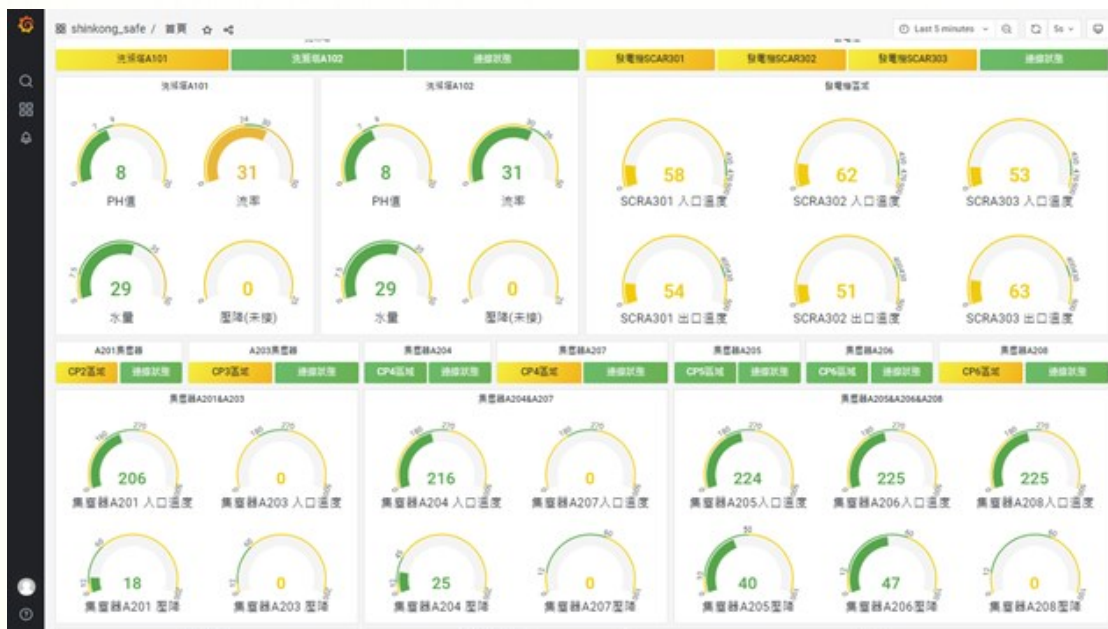 shinkong_safe / 首頁
Last 5 minutes
5s
洗滌塔A101
洗滌塔A102
連線狀態
發電機SCAR301
發電機SCAR302
發電機SCAR303
連線狀態
洗滌塔A101
洗滌塔A102
發電機區域
8
PH值
31
流率
8
PH值
31
流率
58
SCRA301 入口溫度
62
SCRA302 入口溫度
53
SCRA303 入口溫度
29
水量
0
壓降(未接)
29
水量
0
壓降(未接)
54
SCRA301 出口溫度
51
SCRA302 出口溫度
63
SCRA303 出口溫度
A201集塵器
A203集塵器
集塵器A204
集塵器A207
集塵器A205
集塵器A206
集塵器A208
CP2區域
連線狀態
CP3區域
連線狀態
CP4區域
連線狀態
CP4區域
連線狀態
CP5區域
連線狀態
CP6區域
連線狀態
CP6區域
連線狀態
集塵器A201&A203
集塵器A204&A207
集塵器A205&A206&A208
206
集塵器A201 入口溫度
0
集塵器A203 入口溫度
216
集塵器A204 入口溫度
0
集塵器A207入口溫度
224
集塵器A205入口溫度
225
集塵器A206入口溫度
225
集塵器A208入口溫度
18
集塵器A201 壓降
0
集塵器A203 壓降
25
集塵器A204 壓降
0
集塵器A207壓降
40
集塵器A205壓降
47
集塵器A206壓降
0
集塵器A208壓降